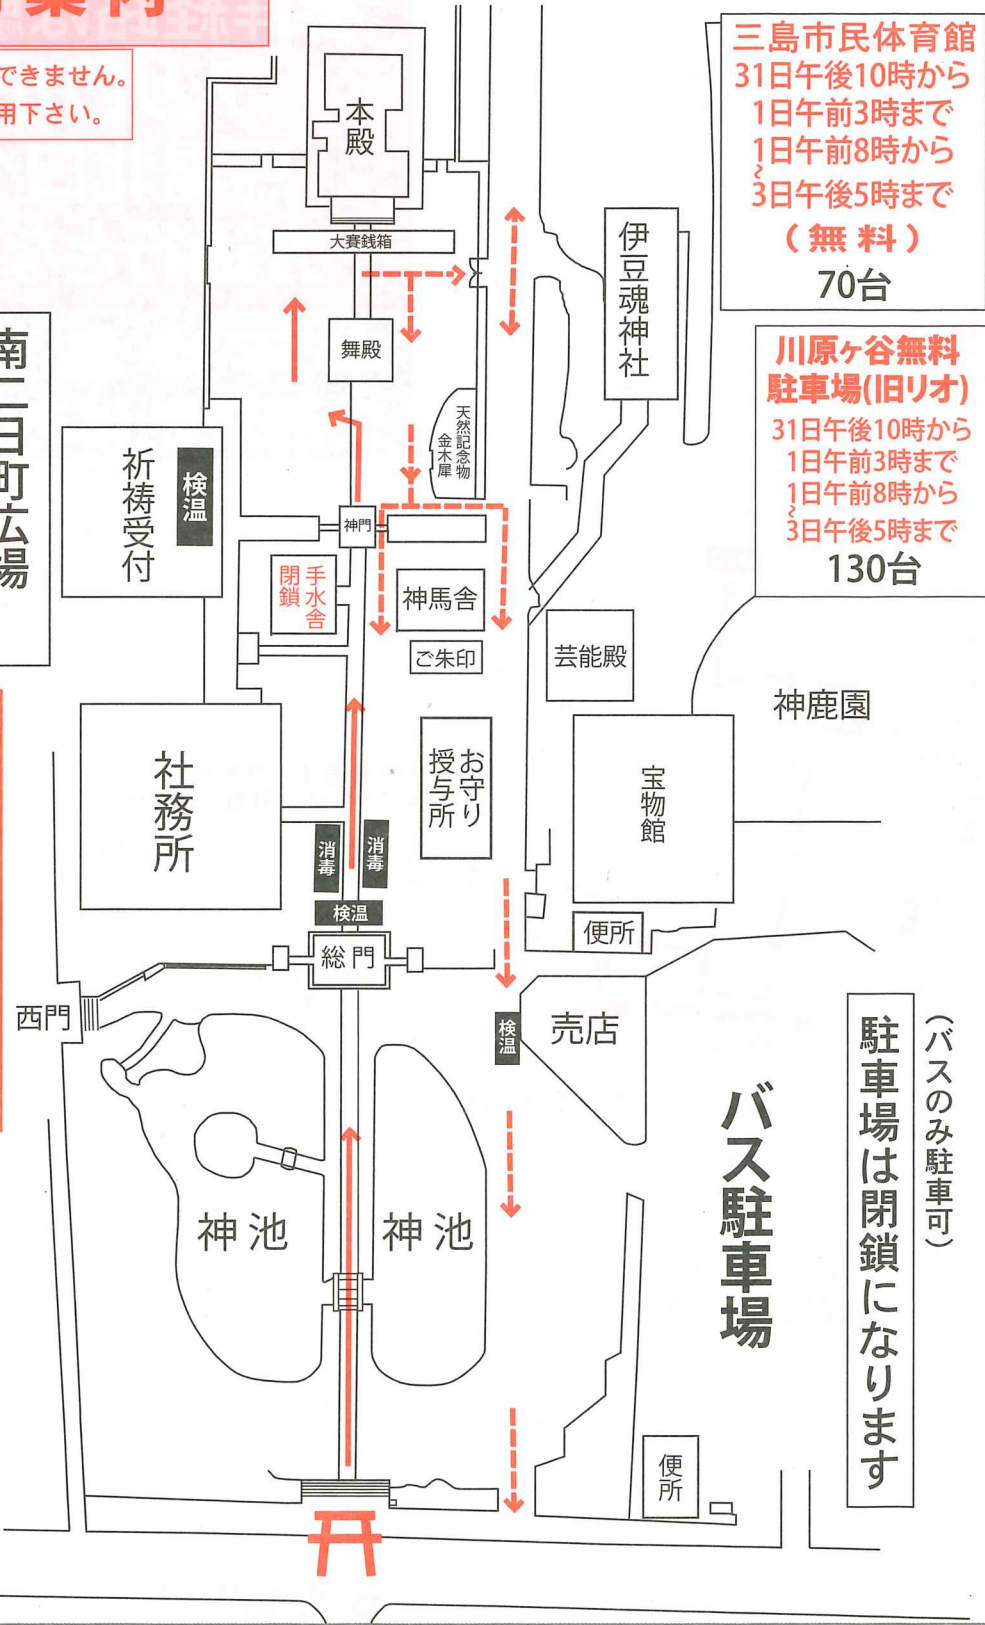 案内
できません。
用下さい。
三島市民体育館
31日午後10時から
1日午前3時まで
1日午前8時から
~
3日午後5時まで
(無料)
70台
川原ヶ谷無料
駐車場(旧リオ)
31日午後10時から
1日午前3時まで
1日午前8時から
~
3日午後5時まで
130台
本殿
大賽銭箱
伊豆魂神社
舞殿
天然記念物
金木犀
南二日町広場
祈祷受付
検温
神門
手水舎
閉鎖
神馬舎
ご朱印
芸能殿
神鹿園
社務所
お守り
授与所
宝物館
消毒
消毒
検温
総門
便所
西門
検温
売店
神池
神池
バス駐車場
(バスのみ駐車可)
駐車場は閉鎖になります
便所